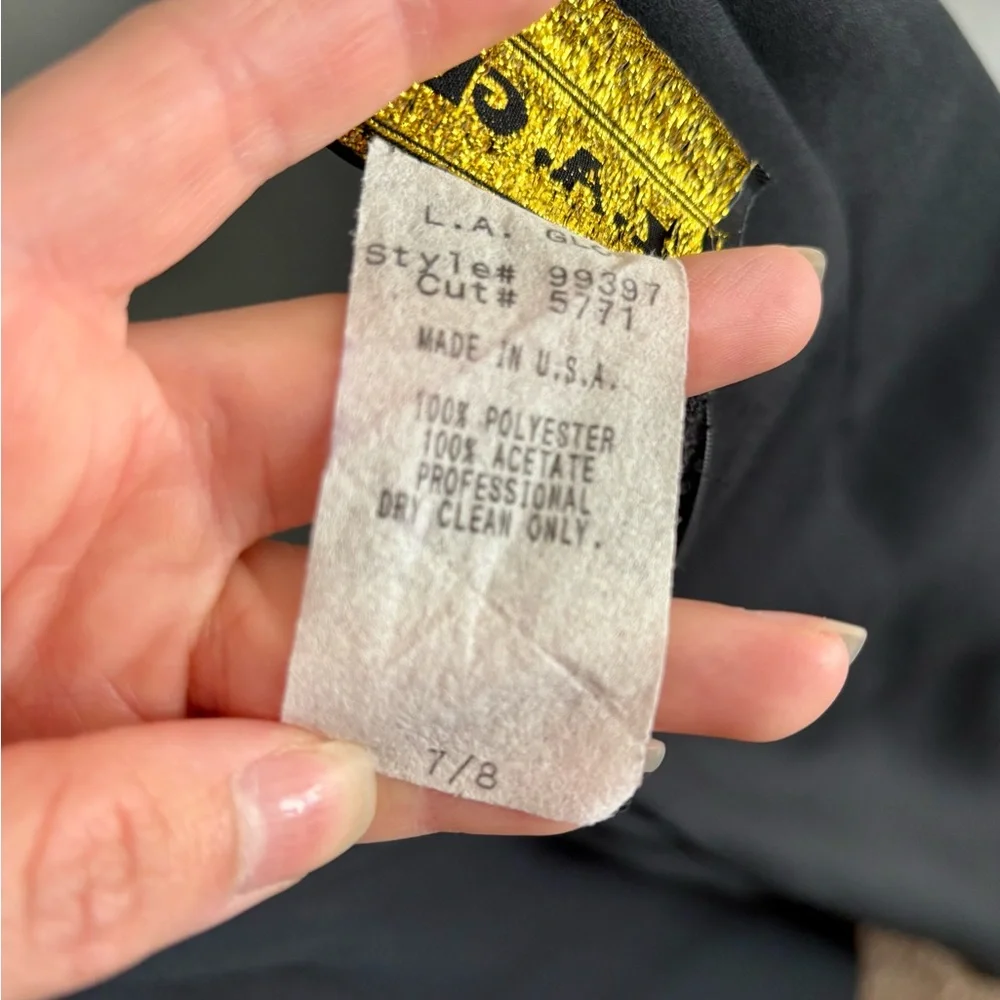 .A.
L.A.
Style# 99397
Cut# 5771
MADE IN U.S.A.
100% POLYESTER
100% ACETATE
PROFESSIONAL
DRY CLEAN ONLY.
7/8